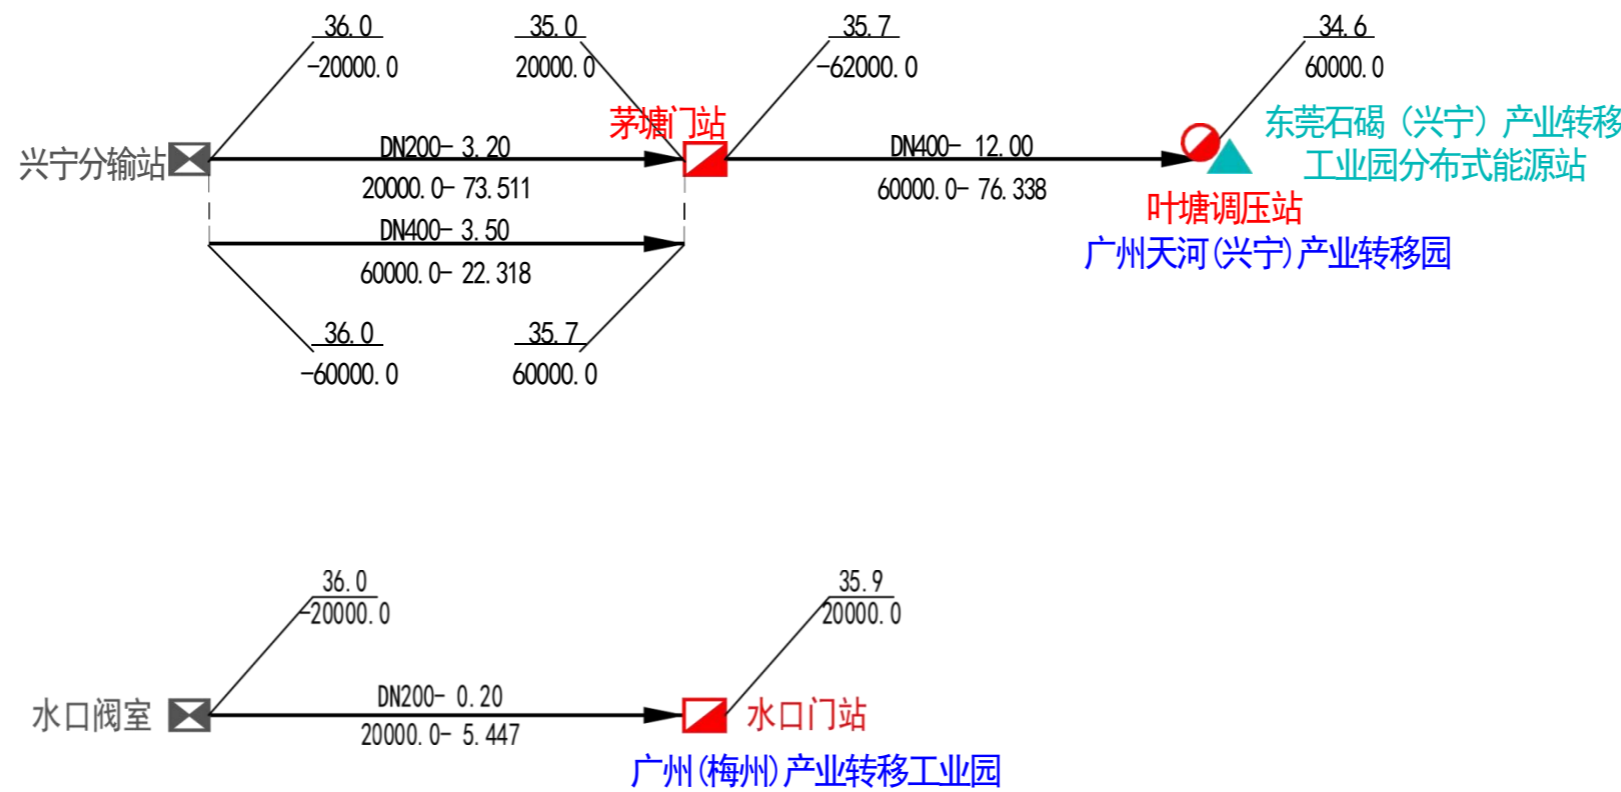 36.0
-20000.0
35.0
20000.0
35.7
-62000.0
34.6
60000.0
兴宁分输站
DN200- 3.20
20000.0- 73.511
茅塘门站
DN400- 12.00
60000.0- 76.338
东莞石碣（兴宁）产业转移
工业园分布式能源站
叶塘调压站
广州天河(兴宁)产业转移园
DN400- 3.50
60000.0- 22.318
36.0
-60000.0
35.7
60000.0
36.0
-20000.0
35.9
20000.0
水口阀室
DN200- 0.20
20000.0- 5.447
水口门站
广州(梅州)产业转移工业园